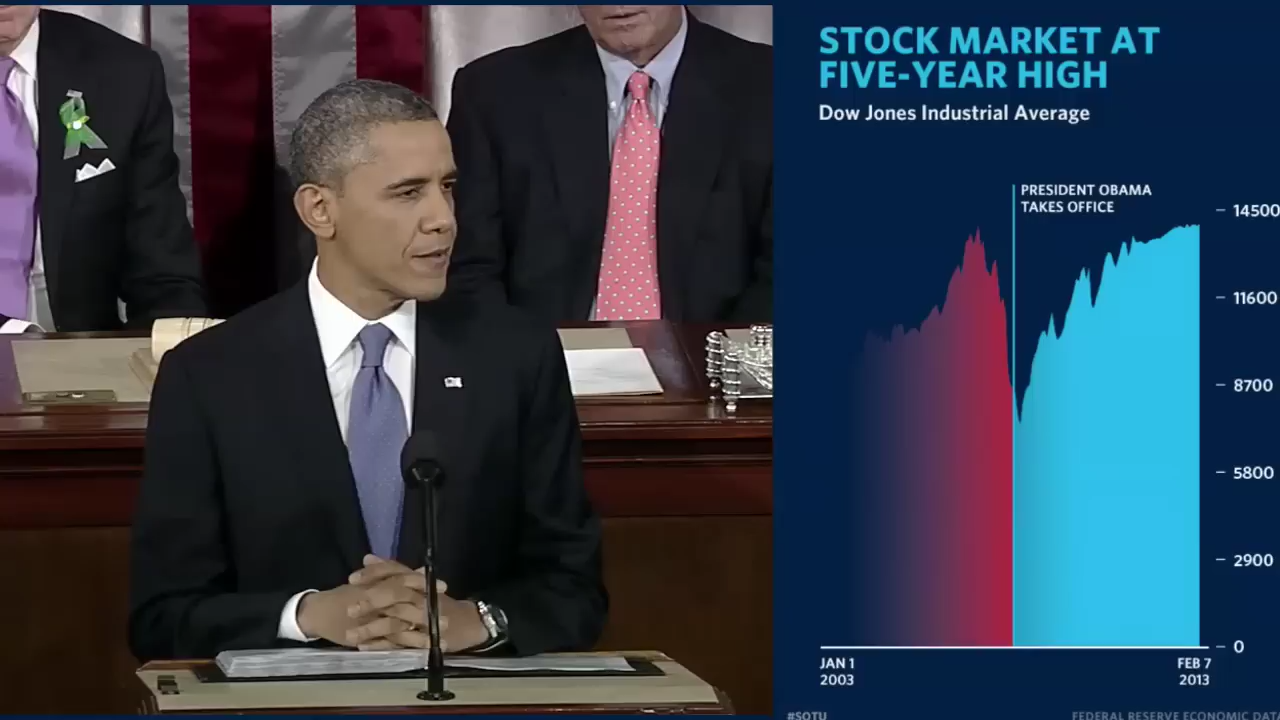 STOCK MARKET AT
FIVE-YEAR HIGH
Dow Jones Industrial Average
PRESIDENT OBAMA
TAKES OFFICE
14500
11600
8700
5800
2900
0
JAN 1
2003
FEB 7
2013
#SOTU
FEDERAL RESERVE ECONOMIC DATA